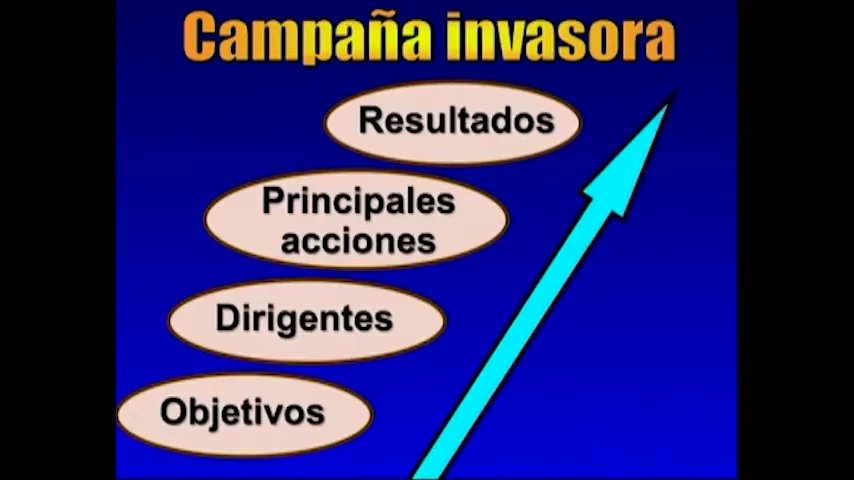 Campaña invasora
Resultados
Principales
acciones
Dirigentes
Objetivos